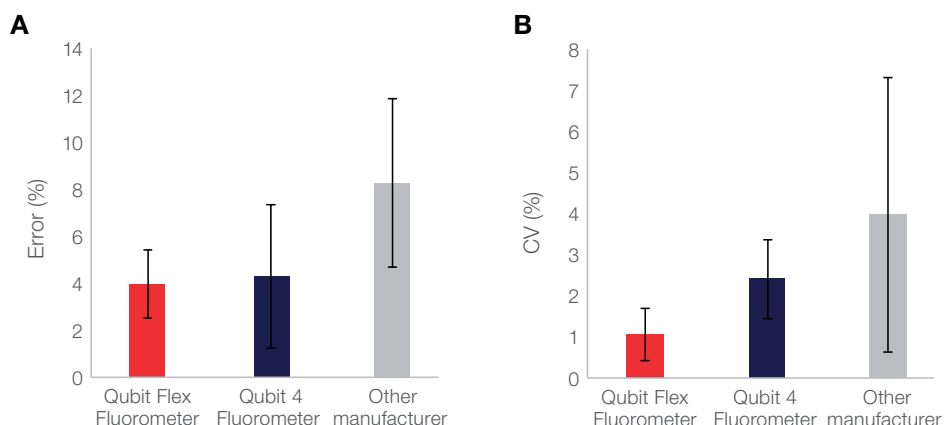 A
Error (%)
14
12
10
8
6
4
2
0
Qubit Flex
Fluorometer
Qubit 4
Fluorometer
Other
manufacturer
B
CV (%)
8
7
6
5
4
3
2
1
0
Qubit Flex
Fluorometer
Qubit 4
Fluorometer
Other
manufacturer